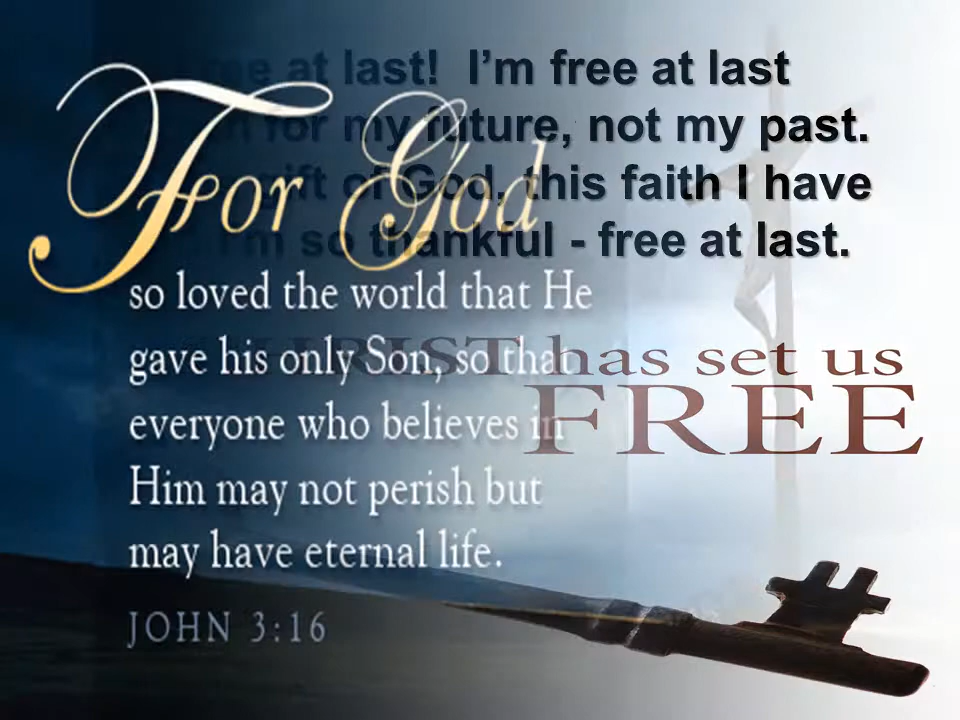 at last! I’m free at last
for my future, not my past.
gift of God, this faith I have
I’m so thankful - free at last.
For God
so loved the world that He
gave his only Son, so that
everyone who believes in
Him may not perish but
may have eternal life.
JOHN 3:16
CHRIST has set us
FREE